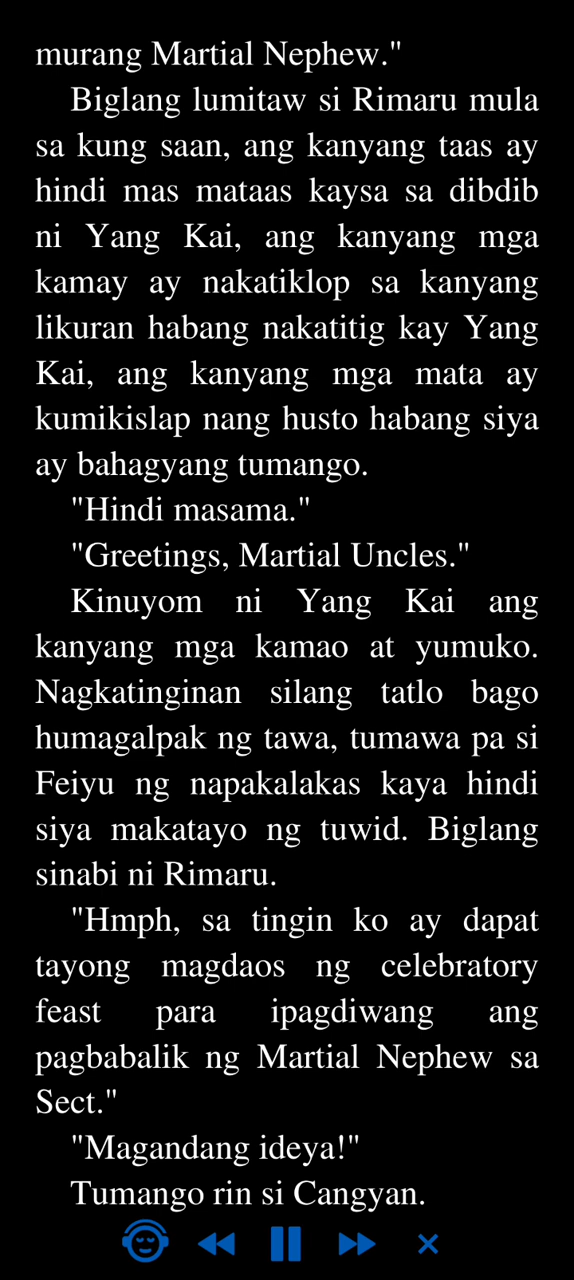 murang Martial Nephew."
Biglang lumitaw si Rimaru mula
sa kung saan, ang kanyang taas ay
hindi mas mataas kaysa sa dibdib
ni Yang Kai, ang kanyang mga
kamay ay nakatiklop sa kanyang
likuran habang nakatitig kay Yang
Kai, ang kanyang mga mata ay
kumikislap nang husto habang siya
ay bahagyang tumango.
"Hindi masama."
"Greetings, Martial Uncles."
Kinuyom ni Yang Kai ang
kanyang mga kamao at yumuko.
Nagkatinginan silang tatlo bago
humagalpak ng tawa, tumawa pa si
Feiyu ng napakalakas kaya hindi
siya makatayo ng tuwid. Biglang
sinabi ni Rimaru.
"Hmph, sa tingin ko ay dapat
tayong magdaos ng celebratory
feast para ipagdiwang ang
pagbabalik ng Martial Nephew sa
Sect."
"Magandang ideya!"
Tumango rin si Cangyan.